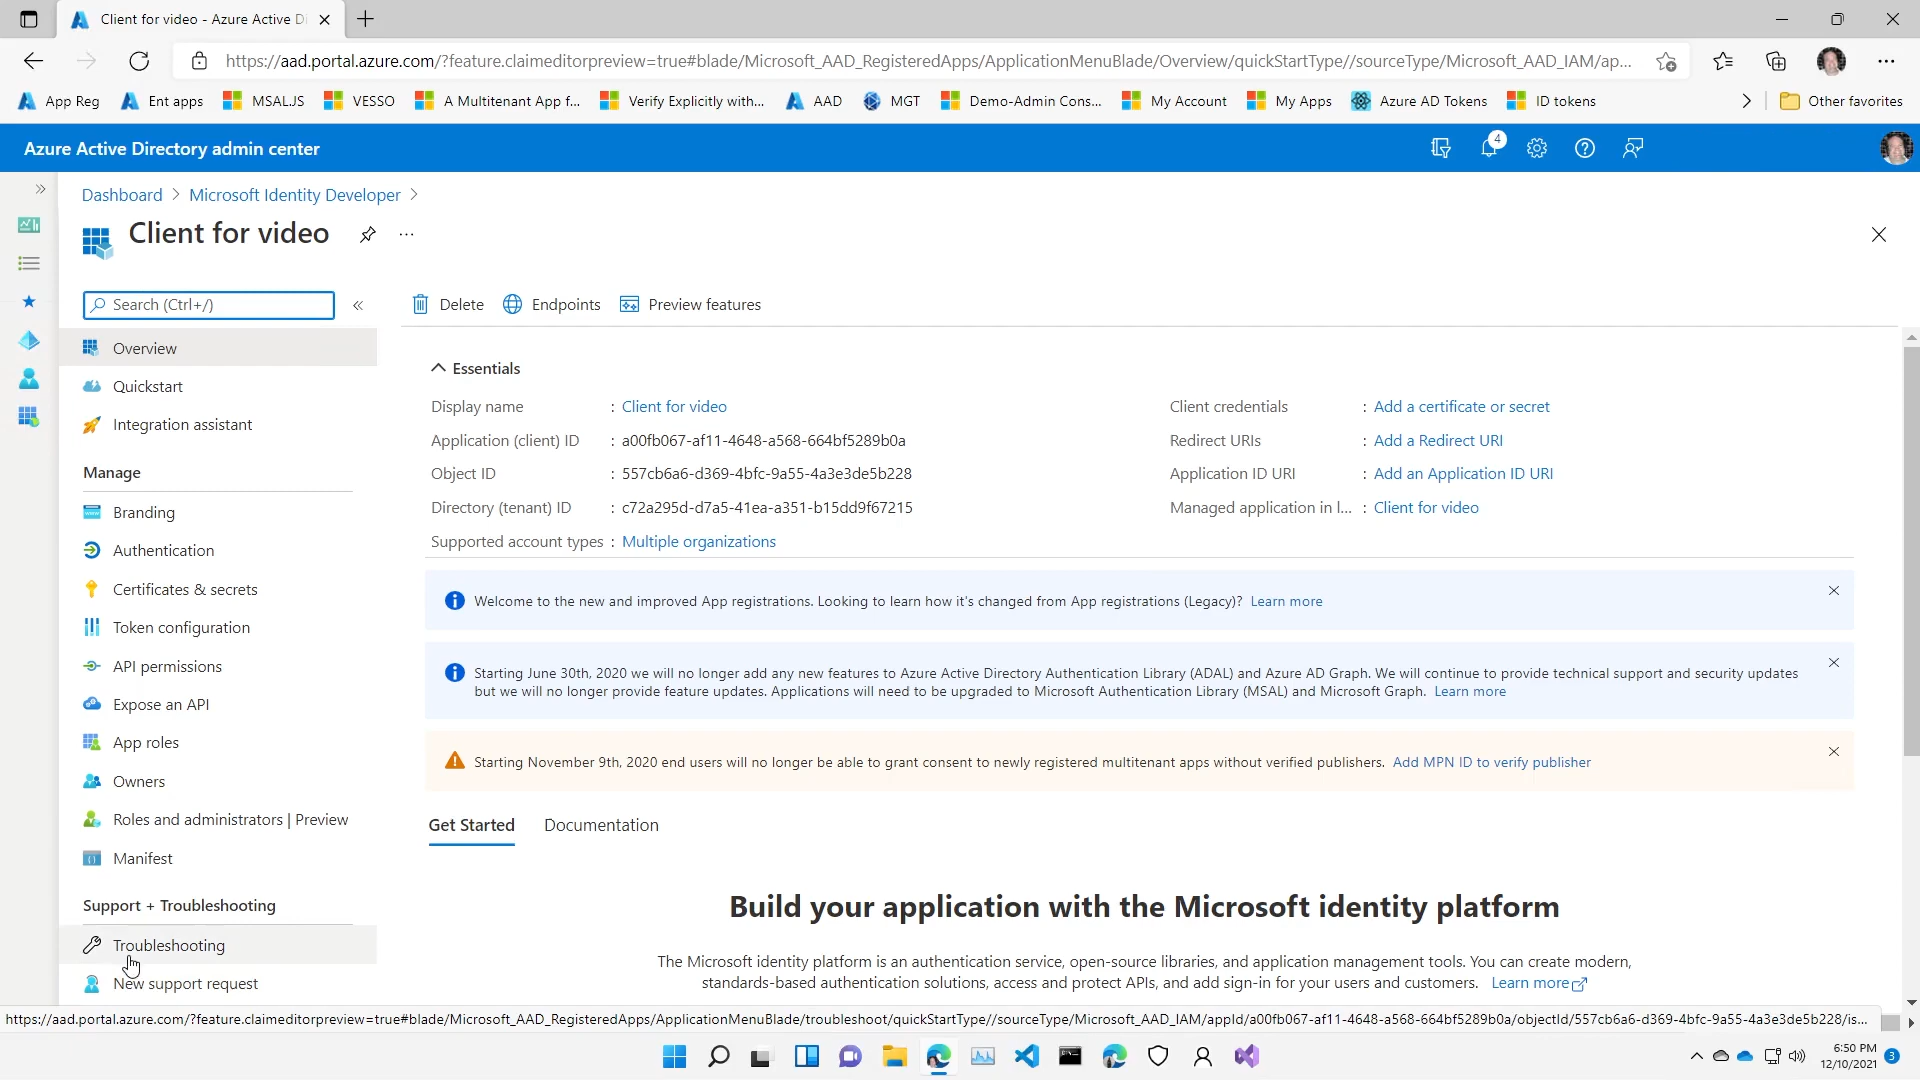 Client for video - Azure Active Di
https://aad.portal.azure.com/?feature.claimeditorpreview=true#blade/Microsoft_AAD_RegisteredApps/ApplicationMenuBlade/Overview/quickStartType//sourceType/Microsoft_AAD_IAM/ap...
App Reg
Ent apps
MSALJS
VESSO
A Multitenant App f...
Verify Explicitly with...
AAD
MGT
Demo-Admin Cons...
My Account
My Apps
Azure AD Tokens
ID tokens
Other favorites
Azure Active Directory admin center
4
Dashboard > Microsoft Identity Developer >
Client for video
Search (Ctrl+/)
Overview
Quickstart
Integration assistant
Manage
Branding
Authentication
Certificates & secrets
Token configuration
API permissions
Expose an API
App roles
Owners
Roles and administrators | Preview
Manifest
Support + Troubleshooting
Troubleshooting
New support request
Delete
Endpoints
Preview features
Essentials
Display name : Client for video
Application (client) ID : a00fb067-af11-4648-a568-664bf5289b0a
Object ID : 557cb6a6-d369-4bfc-9a55-4a3e3de5b228
Directory (tenant) ID : c72a295d-d7a5-41ea-a351-b15dd9f67215
Supported account types : Multiple organizations
Client credentials : Add a certificate or secret
Redirect URIs : Add a Redirect URI
Application ID URI : Add an Application ID URI
Managed application in l... : Client for video
Welcome to the new and improved App registrations. Looking to learn how it's changed from App registrations (Legacy)? Learn more
Starting June 30th, 2020 we will no longer add any new features to Azure Active Directory Authentication Library (ADAL) and Azure AD Graph. We will continue to provide technical support and security updates
but we will no longer provide feature updates. Applications will need to be upgraded to Microsoft Authentication Library (MSAL) and Microsoft Graph. Learn more
Starting November 9th, 2020 end users will no longer be able to grant consent to newly registered multitenant apps without verified publishers. Add MPN ID to verify publisher
Get Started
Documentation
Build your application with the Microsoft identity platform
The Microsoft identity platform is an authentication service, open-source libraries, and application management tools. You can create modern,
standards-based authentication solutions, access and protect APIs, and add sign-in for your users and customers. Learn more
https://aad.portal.azure.com/?feature.claimeditorpreview=true#blade/Microsoft_AAD_RegisteredApps/ApplicationMenuBlade/troubleshoot/quickStartType//sourceType/Microsoft_AAD_IAM/appId/a00fb067-af11-4648-a568-664bf5289b0a/objectId/557cb6a6-d369-4bfc-9a55-4a3e3de5b228/is...
6:50 PM
12/10/2021
3